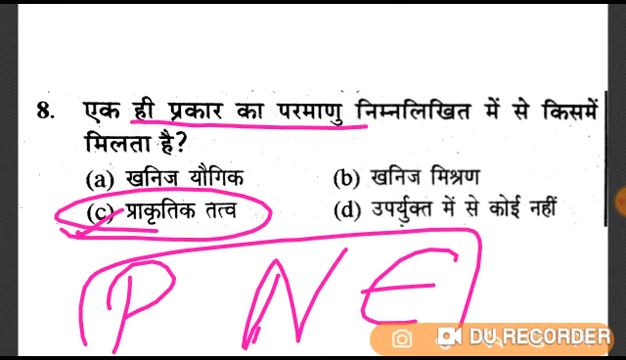 8. एक ही प्रकार का परमाणु निम्नलिखित में से किसमें
मिलता है?
(a) खनिज यौगिक (b) खनिज मिश्रण
(c) प्राकृतिक तत्व (d) उपर्युक्त में से कोई नहीं
P N E
DU RECORDER